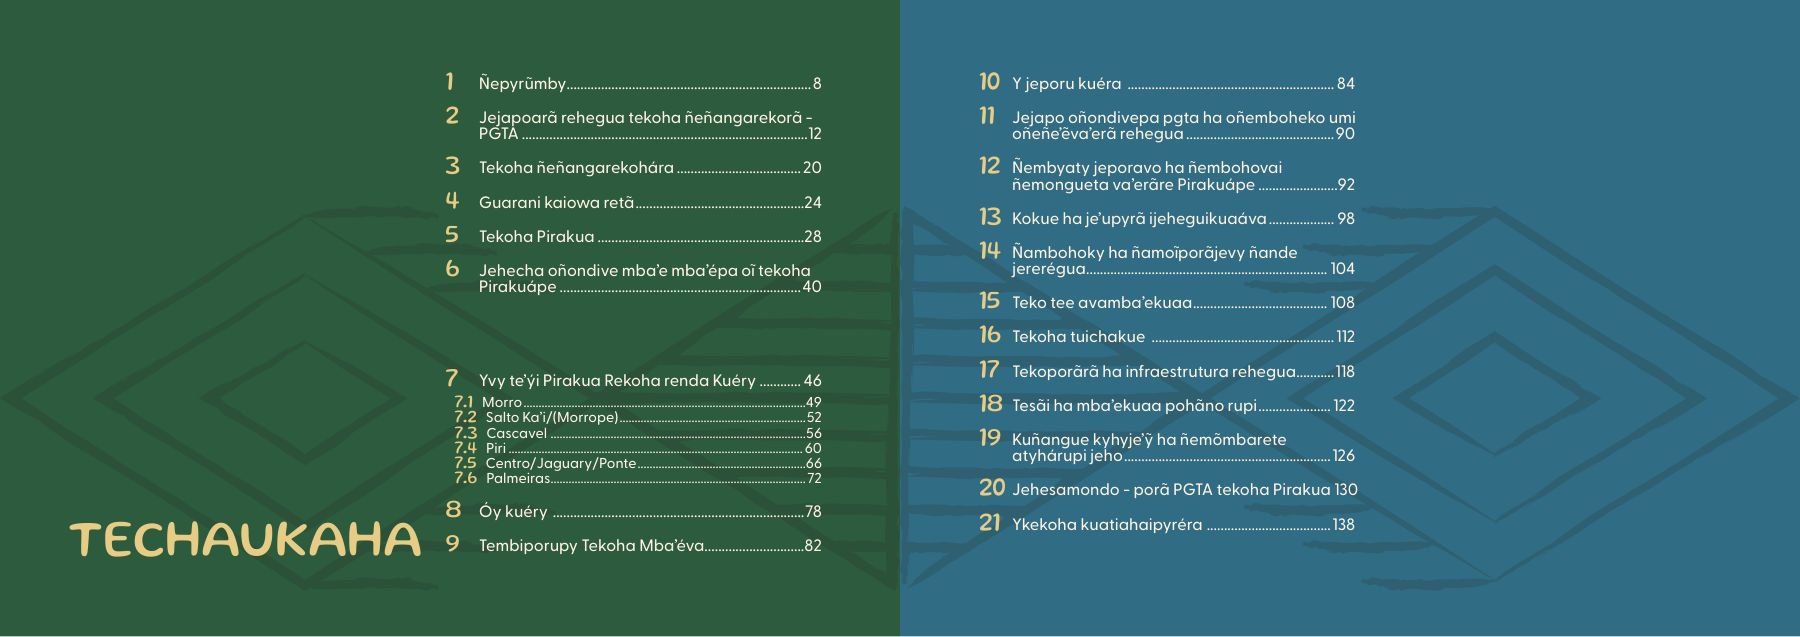 TECHAUKAHA
1 Ñepyrũmby...................................................................... 8
2 Jejapoarã rehegua tekoha ñeñangarekorã -
PGTA ..................................................................................12
3 Tekoha ñeñangarekohára .................................... 20
4 Guarani kaiowa retã................................................24
5 Tekoha Pirakua ............................................................28
6 Jehecha oñondive mba’e mba’épa oĩ tekoha
Pirakuápe ......................................................................40
7 Yvy te’ýi Pirakua Rekoha renda Kuéry ............ 46
7.1 Morro................................................................................49
7.2 Salto Ka’i/(Morrope).....................................................52
7.3 Cascavel .........................................................................56
7.4 Piri .................................................................................... 60
7.5 Centro/Jaguary/Ponte................................................66
7.6 Palmeiras......................................................................... 72
8 Óy kuéry .........................................................................78
9 Tembiporupy Tekoha Mba’éva.............................82
10 Y jeporu kuéra ............................................................ 84
11 Jejapo oñondivepa pgta ha oñemboheko umi
oñeñe’ẽva’erã rehegua ...........................................90
12 Ñembyaty jeporavo ha ñembohovai
ñemongueta va’erãre Pirakuápe .......................92
13 Kokue ha je’upyrã ijeheguikuaáva................... 98
14 Ñambohoky ha ñamoĩporãjevy ñande
jererégua...................................................................... 104
15 Teko tee avamba’ekuaa....................................... 108
16 Tekoha tuichakue .....................................................112
17 Tekoporãrã ha infraestrutura rehegua...........118
18 Tesãi ha mba’ekuaa pohãno rupi..................... 122
19 Kuñangue kyhyje’ỹ ha ñemõmbarete
atyhárupi jeho............................................................ 126
20 Jehesamondo - porã PGTA tekoha Pirakua 130
21 Ykekoha kuatiahaipyréra .................................... 138